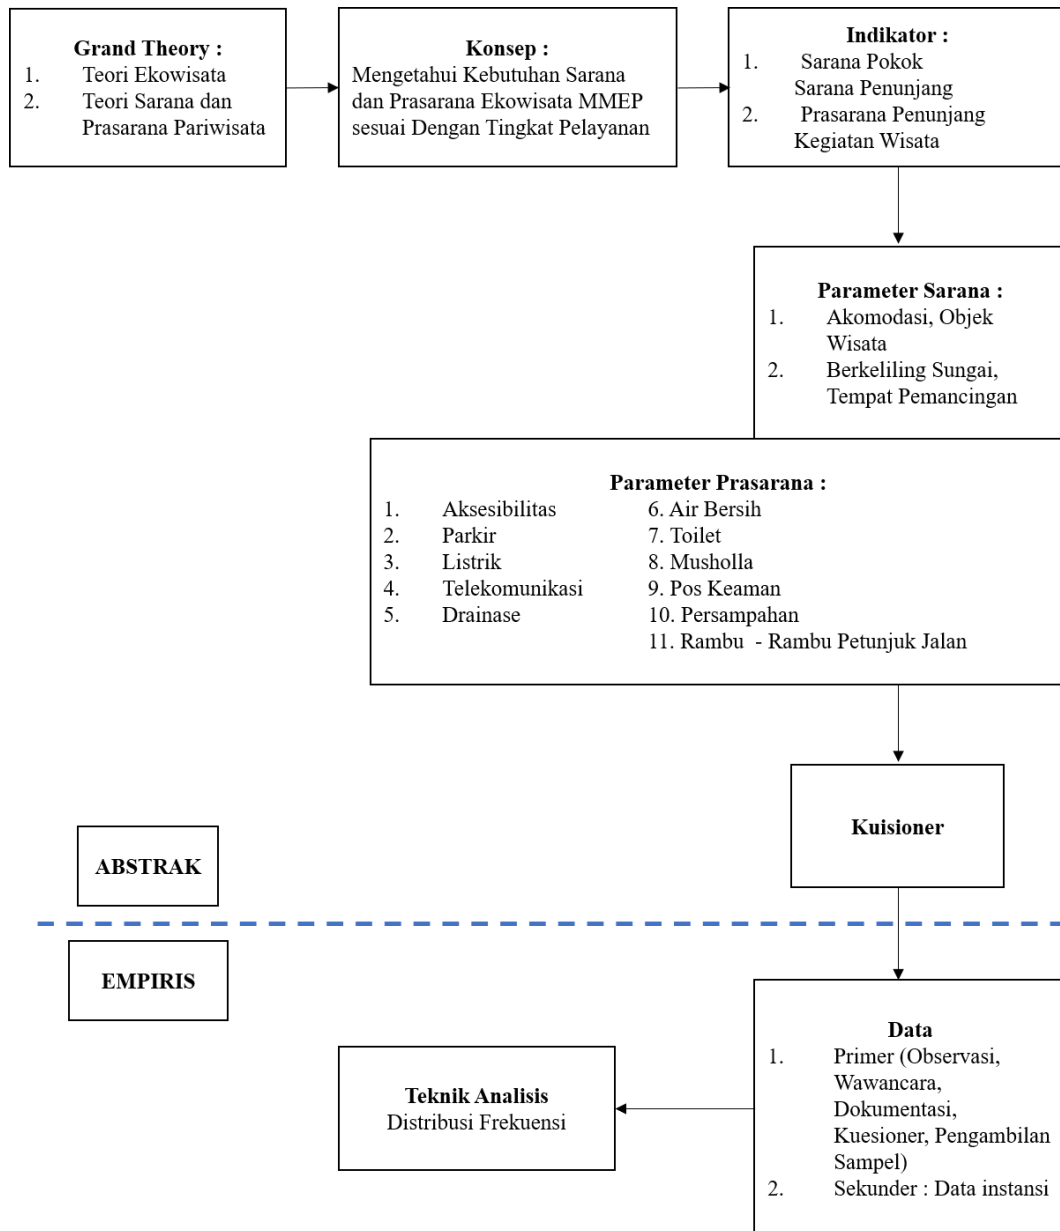 Grand Theory :
1. Teori Ekowisata
2. Teori Sarana dan
Prasarana Pariwisata
Konsep :
Mengetahui Kebutuhan Sarana
dan Prasarana Ekowisata MMEP
sesuai Dengan Tingkat Pelayanan
Indikator :
1. Sarana Pokok
Sarana Penunjang
2. Prasarana Penunjang
Kegiatan Wisata
Parameter Sarana :
1. Akomodasi, Objek
Wisata
2. Berkeliling Sungai,
Tempat Pemancingan
Parameter Prasarana :
1. Aksesibilitas
2. Parkir
3. Listrik
4. Telekomunikasi
5. Drainase
6. Air Bersih
7. Toilet
8. Musholla
9. Pos Keaman
10. Persampahan
11. Rambu - Rambu Petunjuk Jalan
Kuisioner
ABSTRAK
EMPIRIS
Data
1. Primer (Observasi,
Wawancara,
Dokumentasi,
Kuesioner, Pengambilan
Sampel)
2. Sekunder : Data instansi
Teknik Analisis
Distribusi Frekuensi